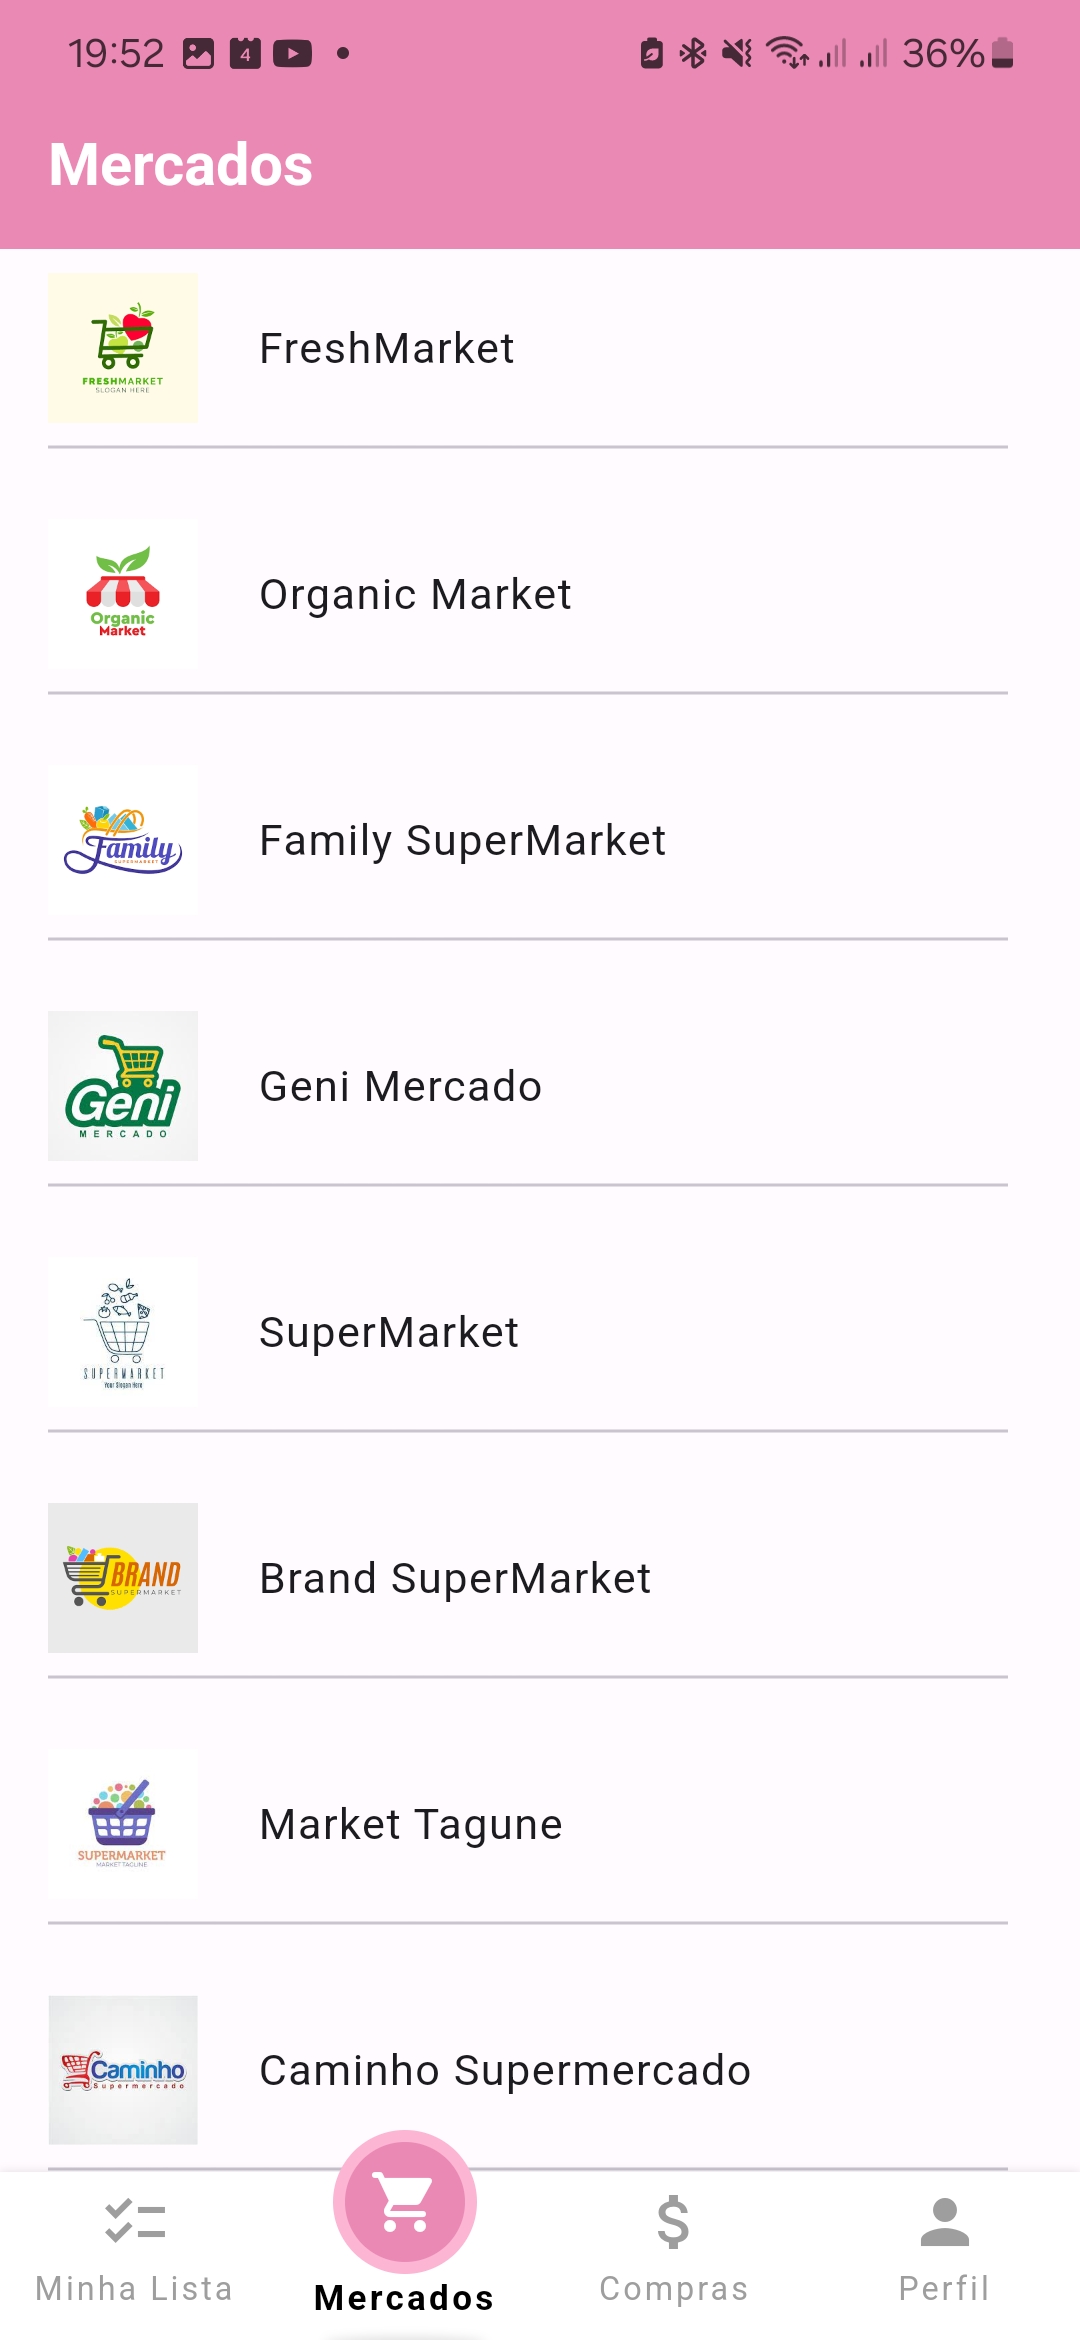 19:52
4
36%
Mercados
FRESHMARKET
SLOGAN HERE
FreshMarket
Organic
Market
Organic Market
Family
SUPERMARKET
Family SuperMarket
Geni
MERCADO
Geni Mercado
SUPERMARKET
Your Slogan Here
SuperMarket
BRAND
SUPERMARKET
Brand SuperMarket
SUPERMARKET
MARKET TAGLINE
Market Tagune
Caminho
Supermercado
Caminho Supermercado
Minha Lista
Mercados
Compras
Perfil